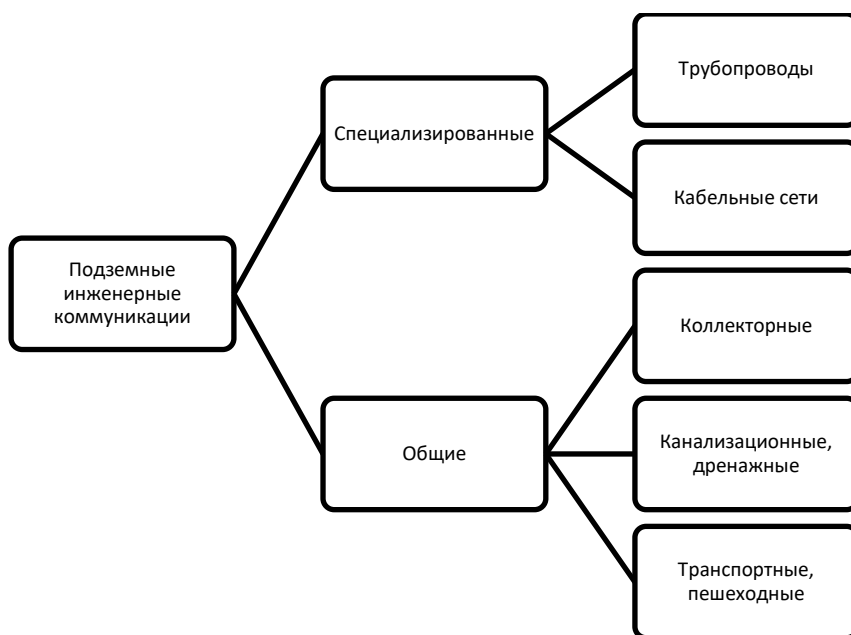 Трубопроводы
Специализированные
Кабельные сети
Подземные
инженерные
коммуникации
Коллекторные
Общие
Канализационные,
дренажные
Транспортные,
пешеходные